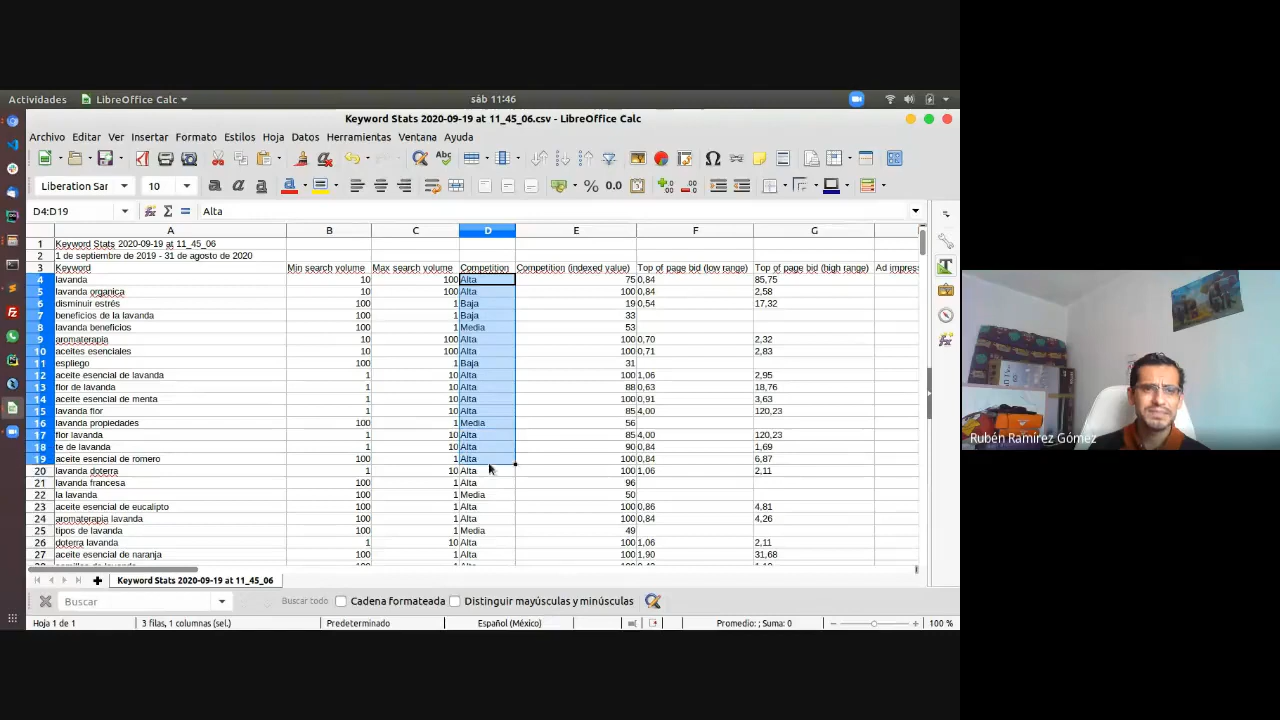 Actividades LibreOffice Calc sáb 11:46
Keyword Stats 2020-09-19 at 11_45_06.csv - LibreOffice Calc
Archivo Editar Ver Insertar Formato Estilos Hoja Datos Herramientas Ventana Ayuda
Liberation Sar 10
D4:D19 Alta
A B C D E F G
1 Keyword Stats 2020-09-19 at 11_45_06
2 1 de septiembre de 2019 - 31 de agosto de 2020
3 Keyword Min search volume Max search volume Competition Competition (indexed value) Top of page bid (low range) Top of page bid (high range) Ad impress
4 lavanda 10 100 Alta 75 0,84 85,75
5 lavanda organica 10 100 Alta 100 0,84 2,58
6 disminuir estrés 100 1 Baja 19 0,54 17,32
7 beneficios de la lavanda 100 1 Baja 33
8 lavanda beneficios 100 1 Media 53
9 aromaterapia 10 100 Alta 100 0,70 2,32
10 aceites esenciales 10 100 Alta 100 0,71 2,83
11 espliego 100 1 Baja 31
12 aceite esencial de lavanda 1 10 Alta 100 1,06 2,95
13 flor de lavanda 1 10 Alta 88 0,63 18,76
14 aceite esencial de menta 1 10 Alta 100 0,91 3,63
15 lavanda flor 1 10 Alta 85 4,00 120,23
16 lavanda propiedades 100 1 Media 56
17 flor lavanda 1 10 Alta 85 4,00 120,23
18 te de lavanda 1 10 Alta 90 0,84 1,69
19 aceite esencial de romero 100 1 Alta 100 0,84 6,87
20 lavanda doterra 1 10 Alta 100 1,06 2,11
21 lavanda francesa 100 1 Alta 96
22 la lavanda 100 1 Media 50
23 aceite esencial de eucalipto 100 1 Alta 100 0,86 4,81
24 aromaterapia lavanda 100 1 Alta 100 0,84 4,26
25 tipos de lavanda 100 1 Media 49
26 doterra lavanda 1 10 Alta 100 1,06 2,11
27 aceite esencial de naranja 100 1 Alta 100 1,90 31,68
Keyword Stats 2020-09-19 at 11_45_06
Buscar Buscar todo Cadena formateada Distinguir mayúsculas y minúsculas
Hoja 1 de 1 3 filas, 1 columnas (sel.) Predeterminado Español (México) Promedio: ; Suma: 0 100 %
Rubén Ramírez Gómez